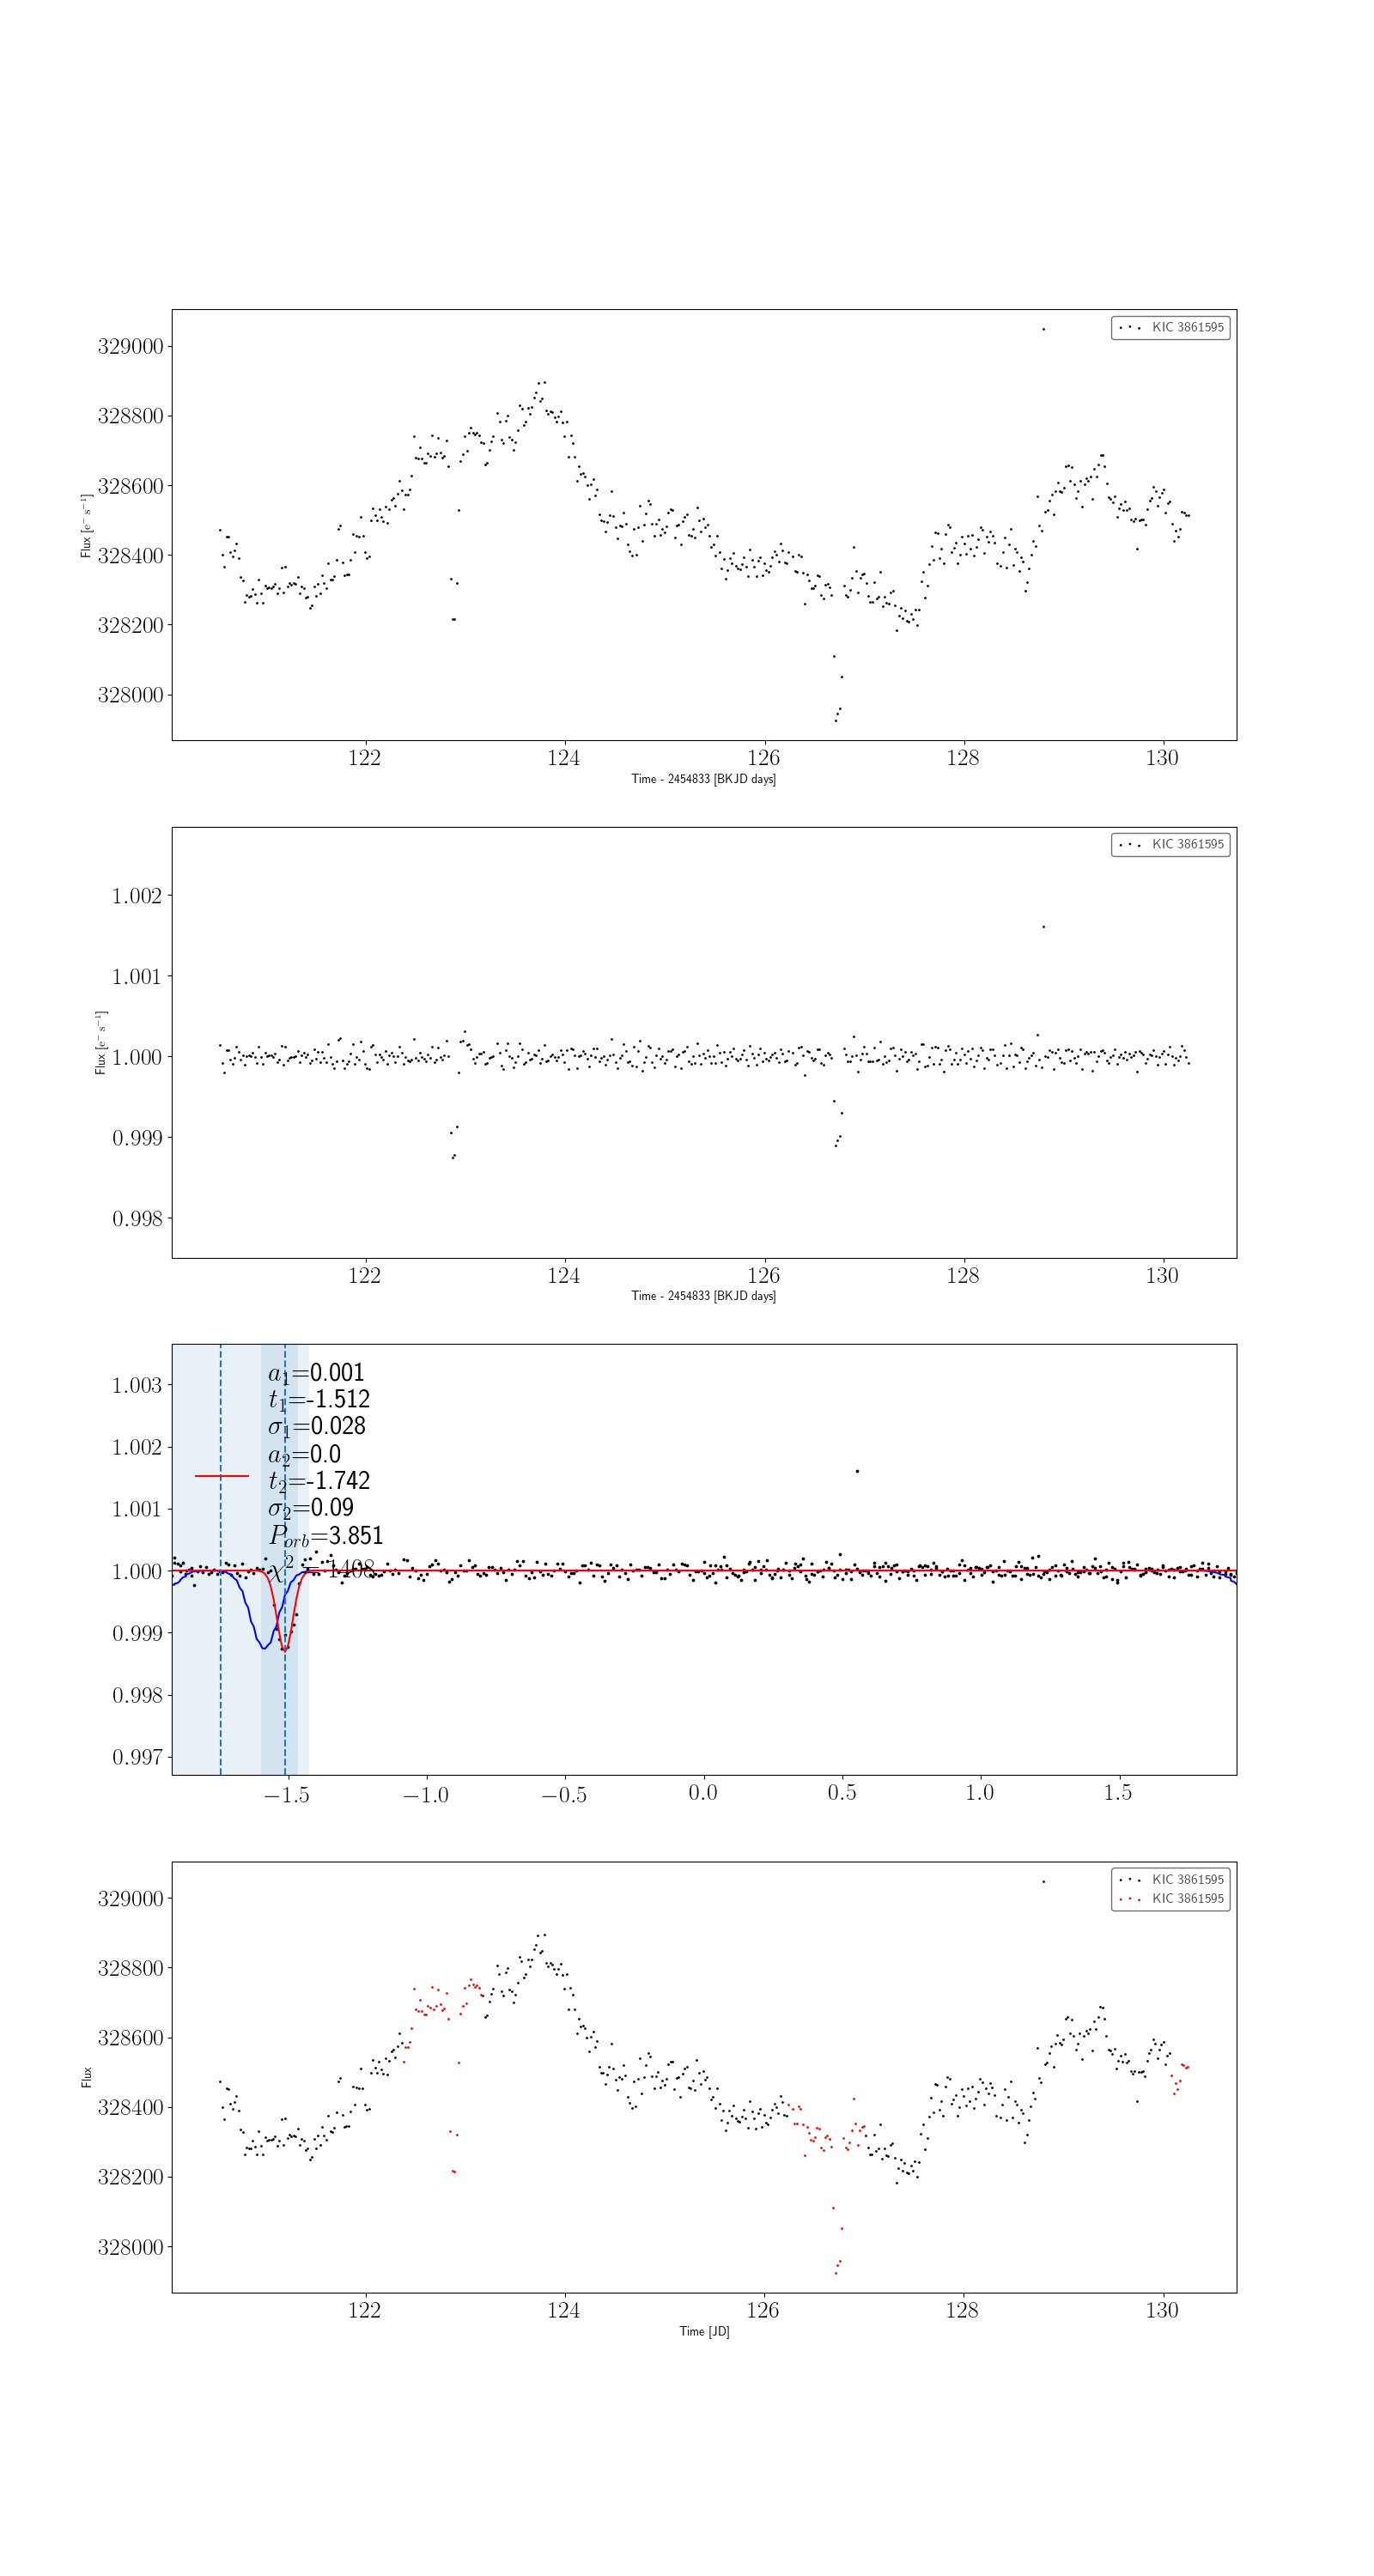 KIC 3861595
329000
328800
328600
328400
328200
328000
Flux [e⁻ s⁻¹]
122 124 126 128 130
Time - 2454833 [BKJD days]
KIC 3861595
1.002
1.001
1.000
0.999
0.998
Flux [e⁻ s⁻¹]
122 124 126 128 130
Time - 2454833 [BKJD days]
a₁=0.001
t₁=-1.512
σ₁=0.028
a₂=0.0
t₂=-1.742
σ₂=0.09
P_orb=3.851
χ² = 1408
1.003
1.002
1.001
1.000
0.999
0.998
0.997
−1.5 −1.0 −0.5 0.0 0.5 1.0 1.5
KIC 3861595
KIC 3861595
329000
328800
328600
328400
328200
328000
Flux
122 124 126 128 130
Time [JD]